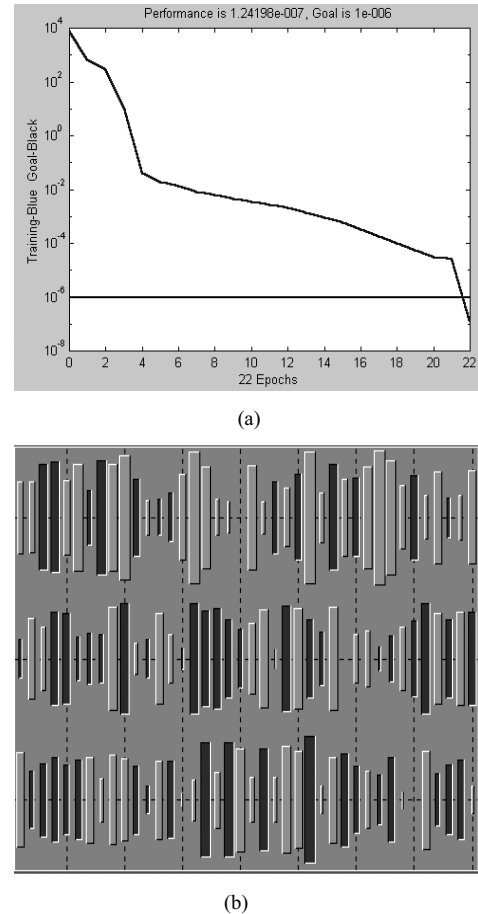 Performance is 1.24198e-007, Goal is 1e-006
Training-Blue Goal-Black
10^4
10^2
10^0
10^-2
10^-4
10^-6
10^-8
0 2 4 6 8 10 12 14 16 18 20 22
22 Epochs
(a)
(b)